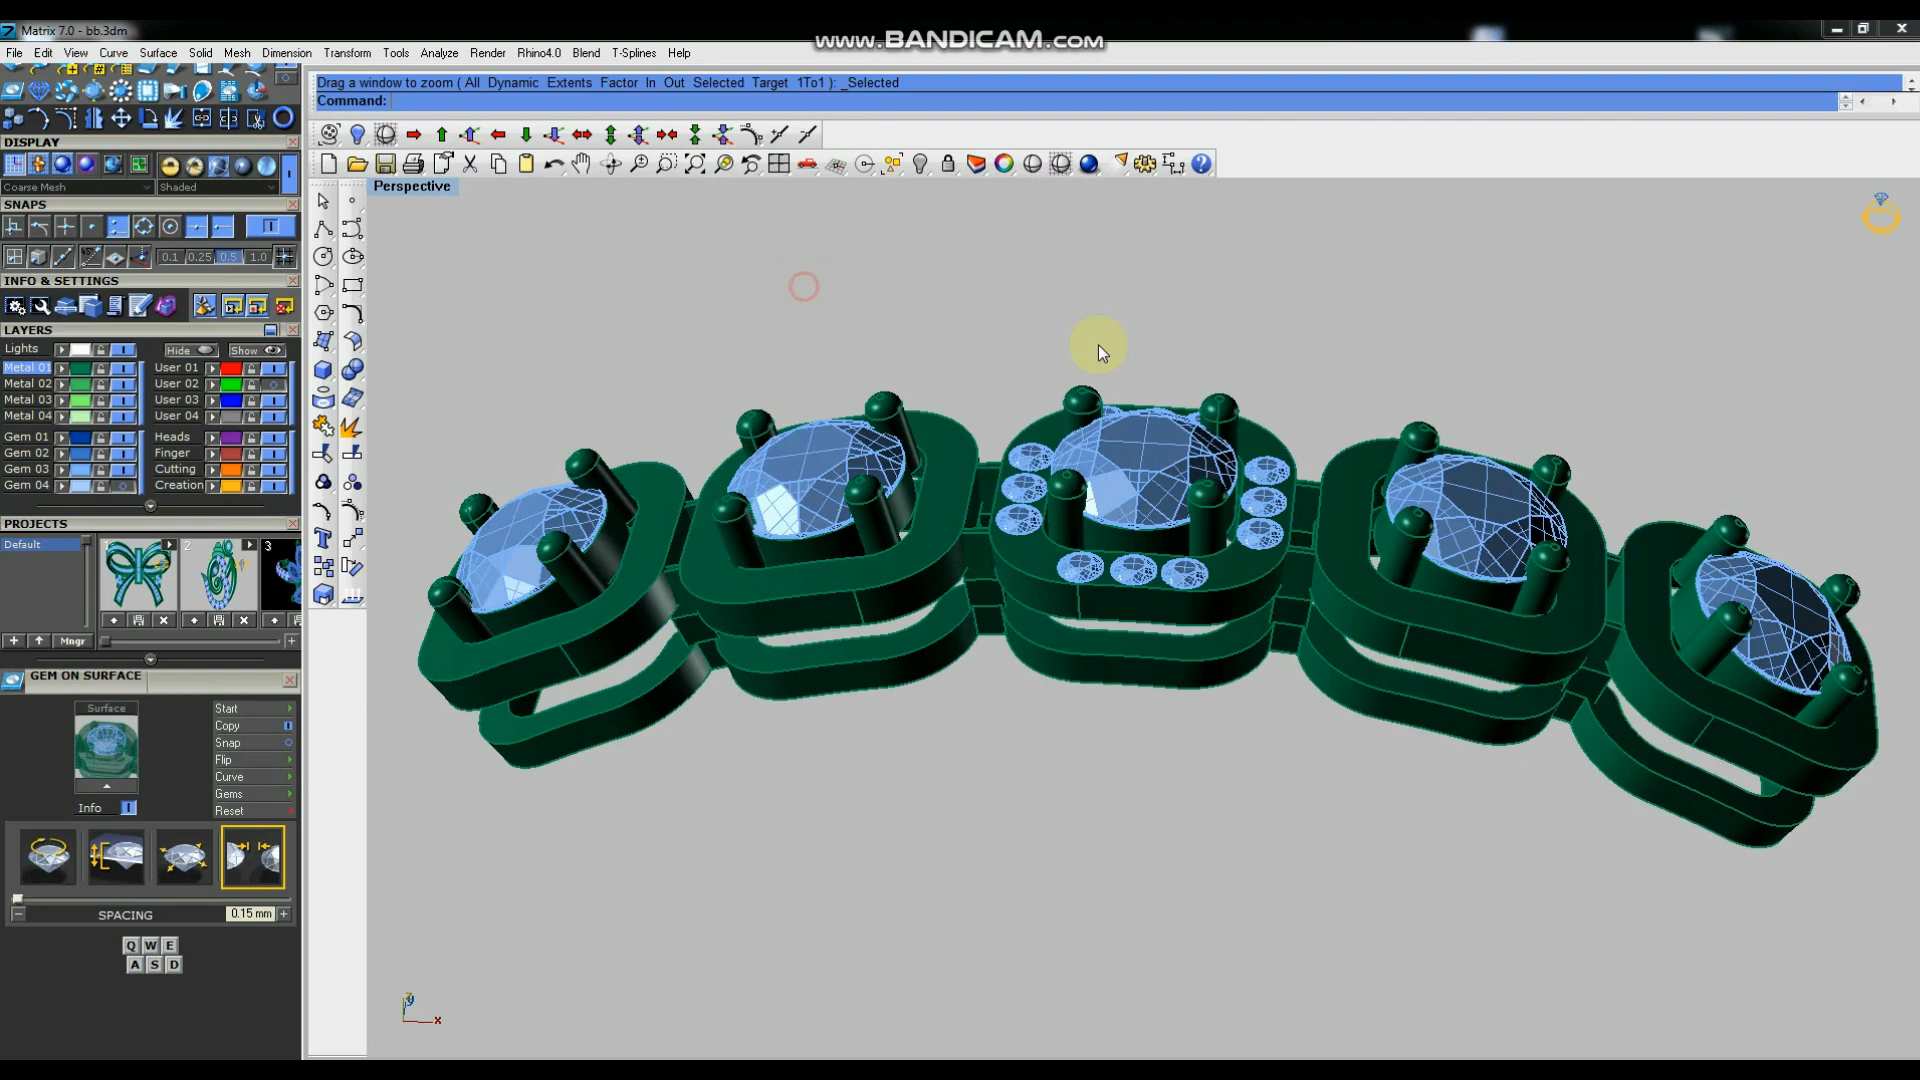 Matrix 7.0 - bb.3dm
www.BANDICAM.com
File Edit View Curve Surface Solid Mesh Dimension Transform Tools Analyze Render Rhino4.0 Blend T-Splines Help
Drag a window to zoom ( All Dynamic Extents Factor In Out Selected Target 1To1 ): _Selected
Command:
DISPLAY
Coarse Mesh Shaded
Perspective
SNAPS
0.1 0.25 0.5 1.0
INFO & SETTINGS
LAYERS
Lights Hide Show
Metal 01 User 01
Metal 02 User 02
Metal 03 User 03
Metal 04 User 04
Gem 01 Heads
Gem 02 Finger
Gem 03 Cutting
Gem 04 Creation
PROJECTS
Default 1 2 3
Mngr
GEM ON SURFACE
Surface
Start
Copy
Snap
Flip
Curve
Gems
Reset
Info
SPACING 0.15 mm
Q W E
A S D
y
x